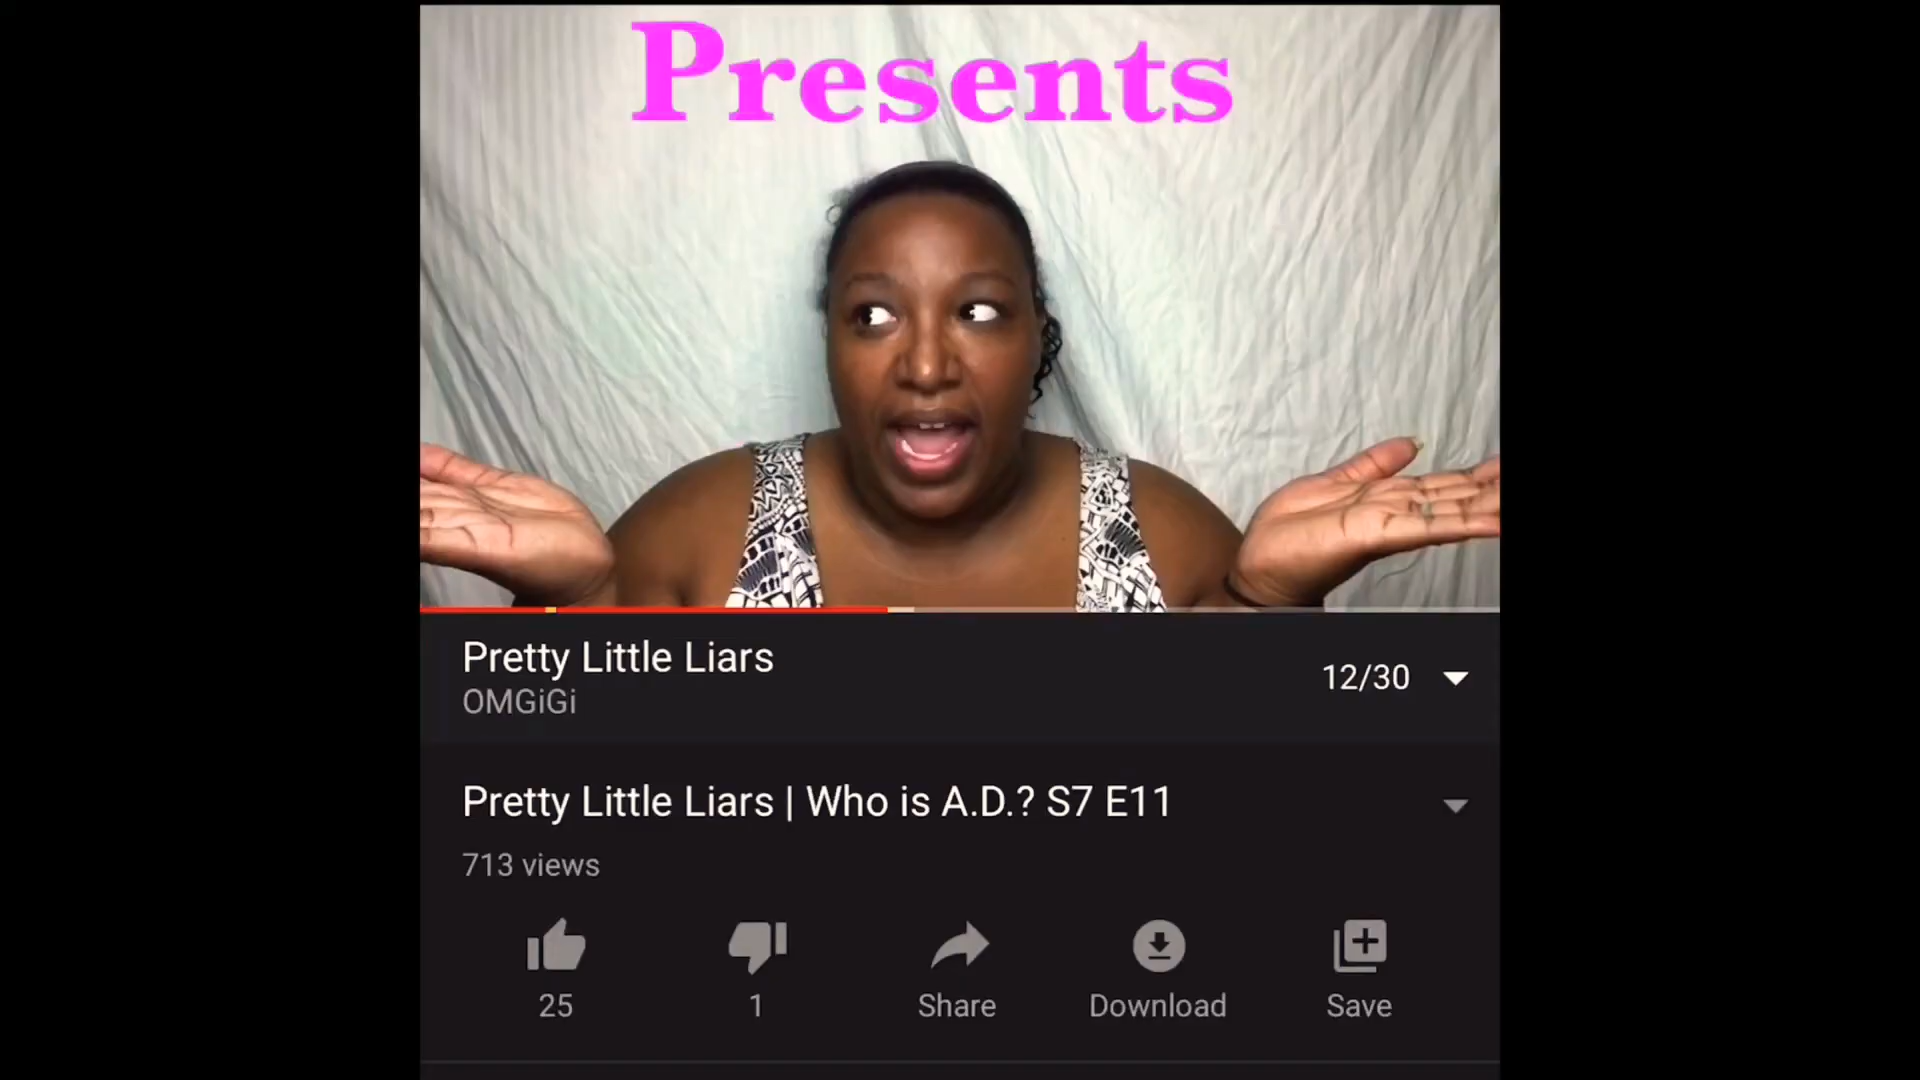 Presents
Pretty Little Liars
OMGiGi
12/30
Pretty Little Liars | Who is A.D.? S7 E11
713 views
25
1
Share
Download
Save